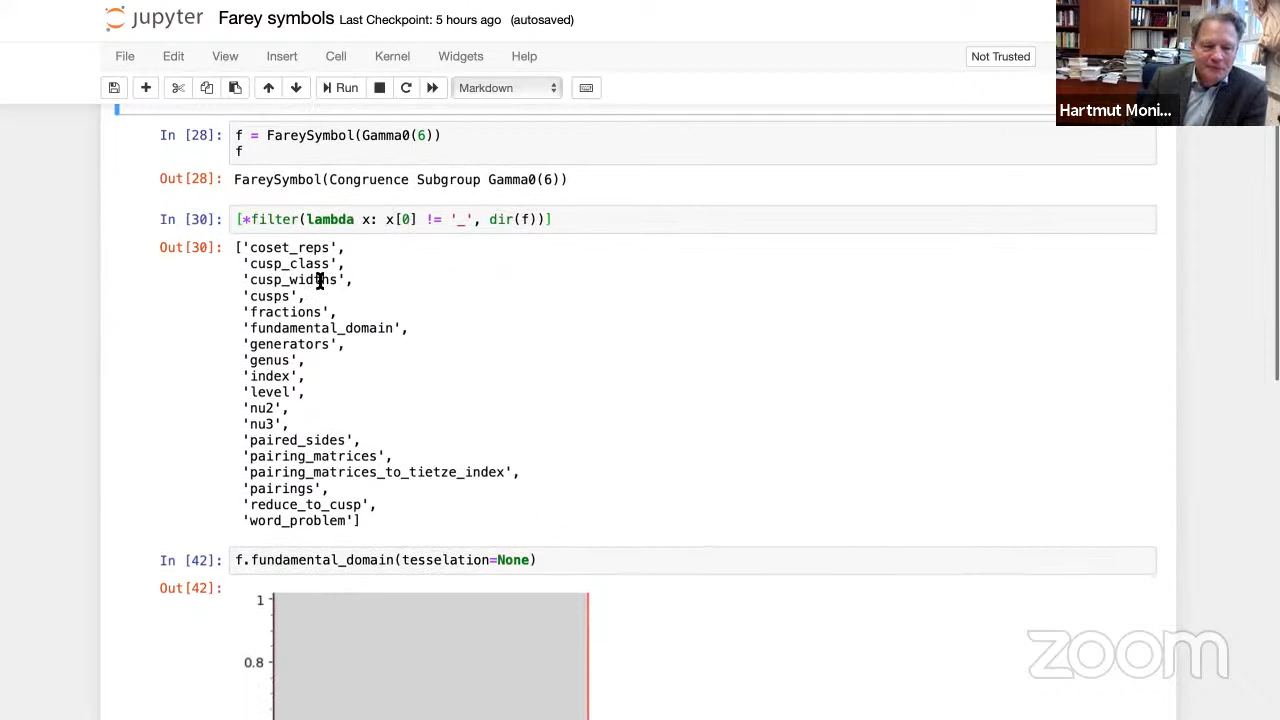 jupyter Farey symbols Last Checkpoint: 5 hours ago (autosaved)
File Edit View Insert Cell Kernel Widgets Help Not Trusted
Run Markdown
Hartmut Moni...
In [28]: f = FareySymbol(Gamma0(6))
f
Out[28]: FareySymbol(Congruence Subgroup Gamma0(6))
In [30]: [*filter(lambda x: x[0] != '_', dir(f))]
Out[30]: ['coset_reps',
'cusp_class',
'cusp_widths',
'cusps',
'fractions',
'fundamental_domain',
'generators',
'genus',
'index',
'level',
'nu2',
'nu3',
'paired_sides',
'pairing_matrices',
'pairing_matrices_to_tietze_index',
'pairings',
'reduce_to_cusp',
'word_problem']
In [42]: f.fundamental_domain(tesselation=None)
Out[42]:
1
0.8
zoom